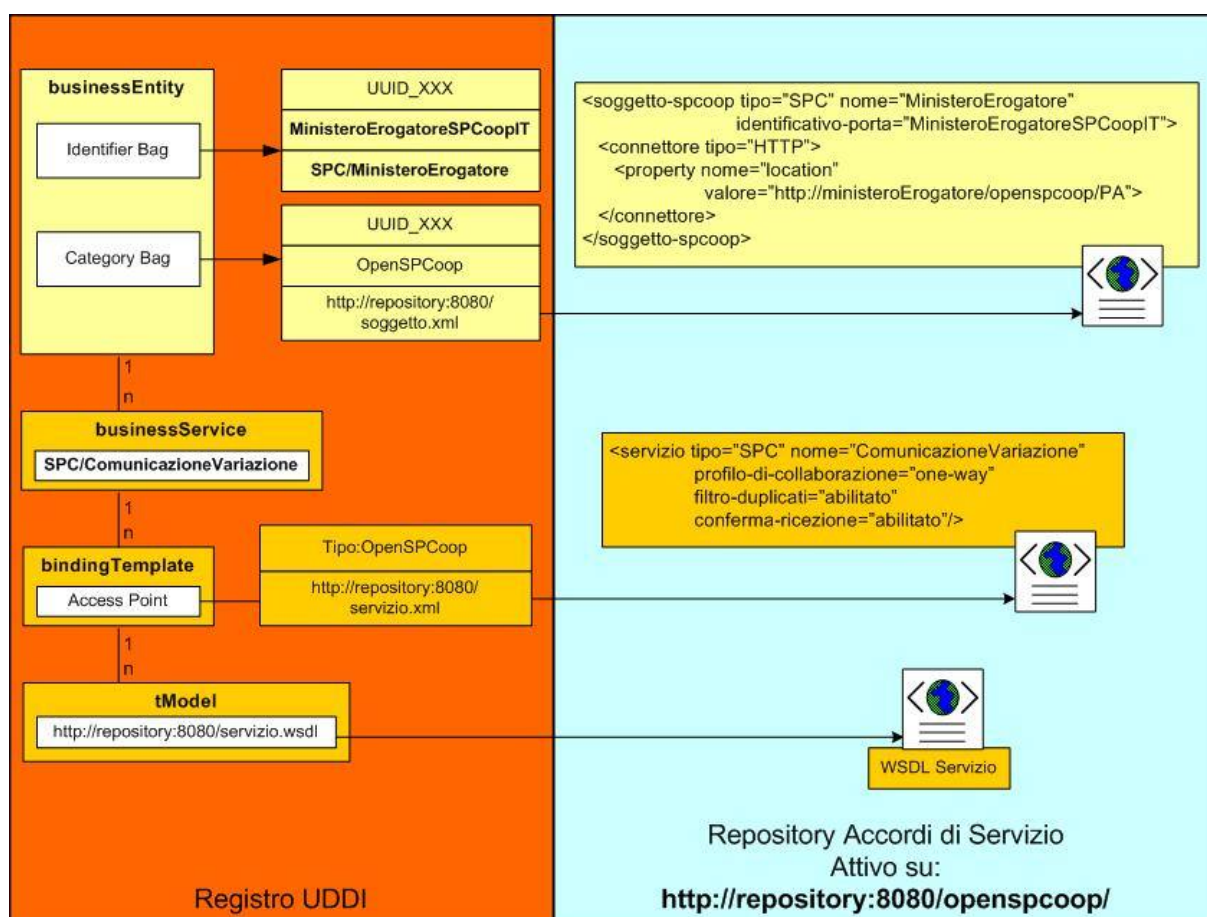 businessEntity
Identifier Bag
Category Bag
UUID_XXX
MinisteroErogatoreSPCoopIT
SPC/MinisteroErogatore
UUID_XXX
OpenSPCoop
http://repository:8080/
soggetto.xml
1
n
businessService
SPC/ComunicazioneVariazione
1
n
bindingTemplate
Access Point
Tipo:OpenSPCoop
http://repository:8080/
servizio.xml
1
n
tModel
http://repository:8080/servizio.wsdl
Registro UDDI
<soggetto-spcoop tipo="SPC" nome="MinisteroErogatore"
identificativo-porta="MinisteroErogatoreSPCoopIT">
<connettore tipo="HTTP">
<property nome="location"
valore="http://ministeroErogatore/openspcoop/PA">
</connettore>
</soggetto-spcoop>
<servizio tipo="SPC" nome="ComunicazioneVariazione"
profilo-di-collaborazione="one-way"
filtro-duplicati="abilitato"
conferma-ricezione="abilitato"/>
WSDL Servizio
Repository Accordi di Servizio
Attivo su:
http://repository:8080/openspcoop/